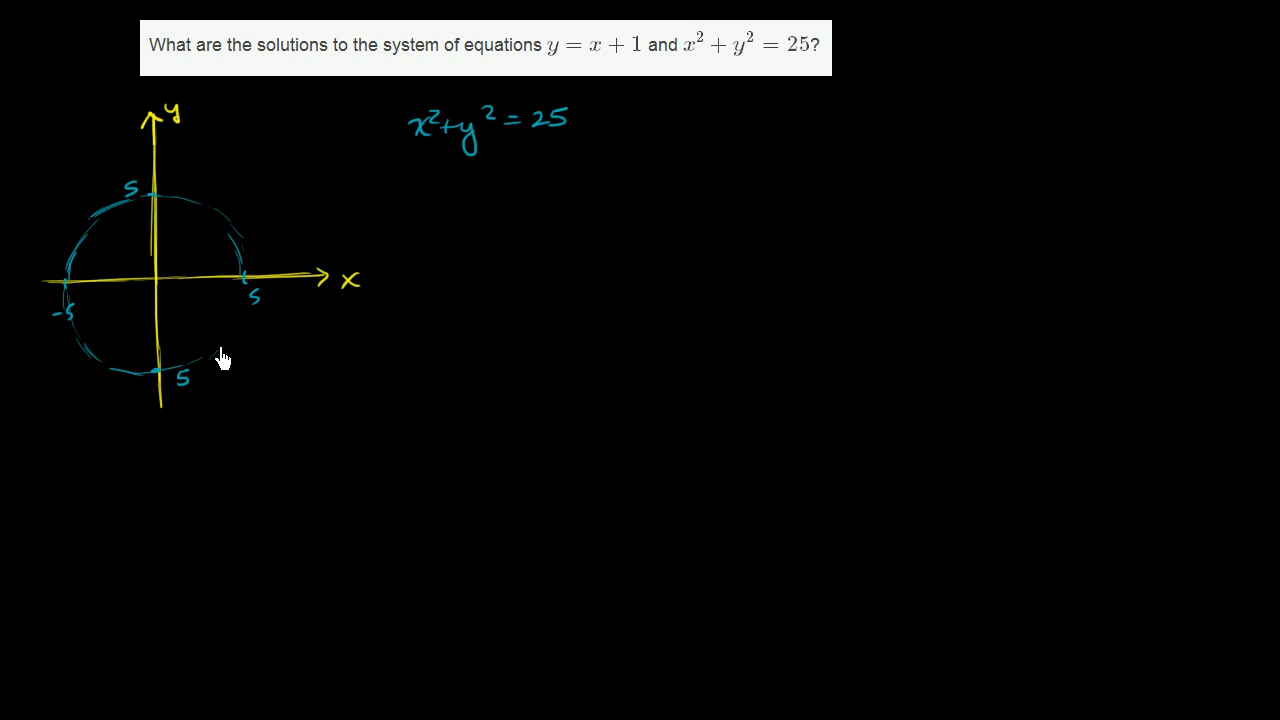 What are the solutions to the system of equations y = x + 1 and x² + y² = 25?
y
x² + y² = 25
5
x
5
-5
5